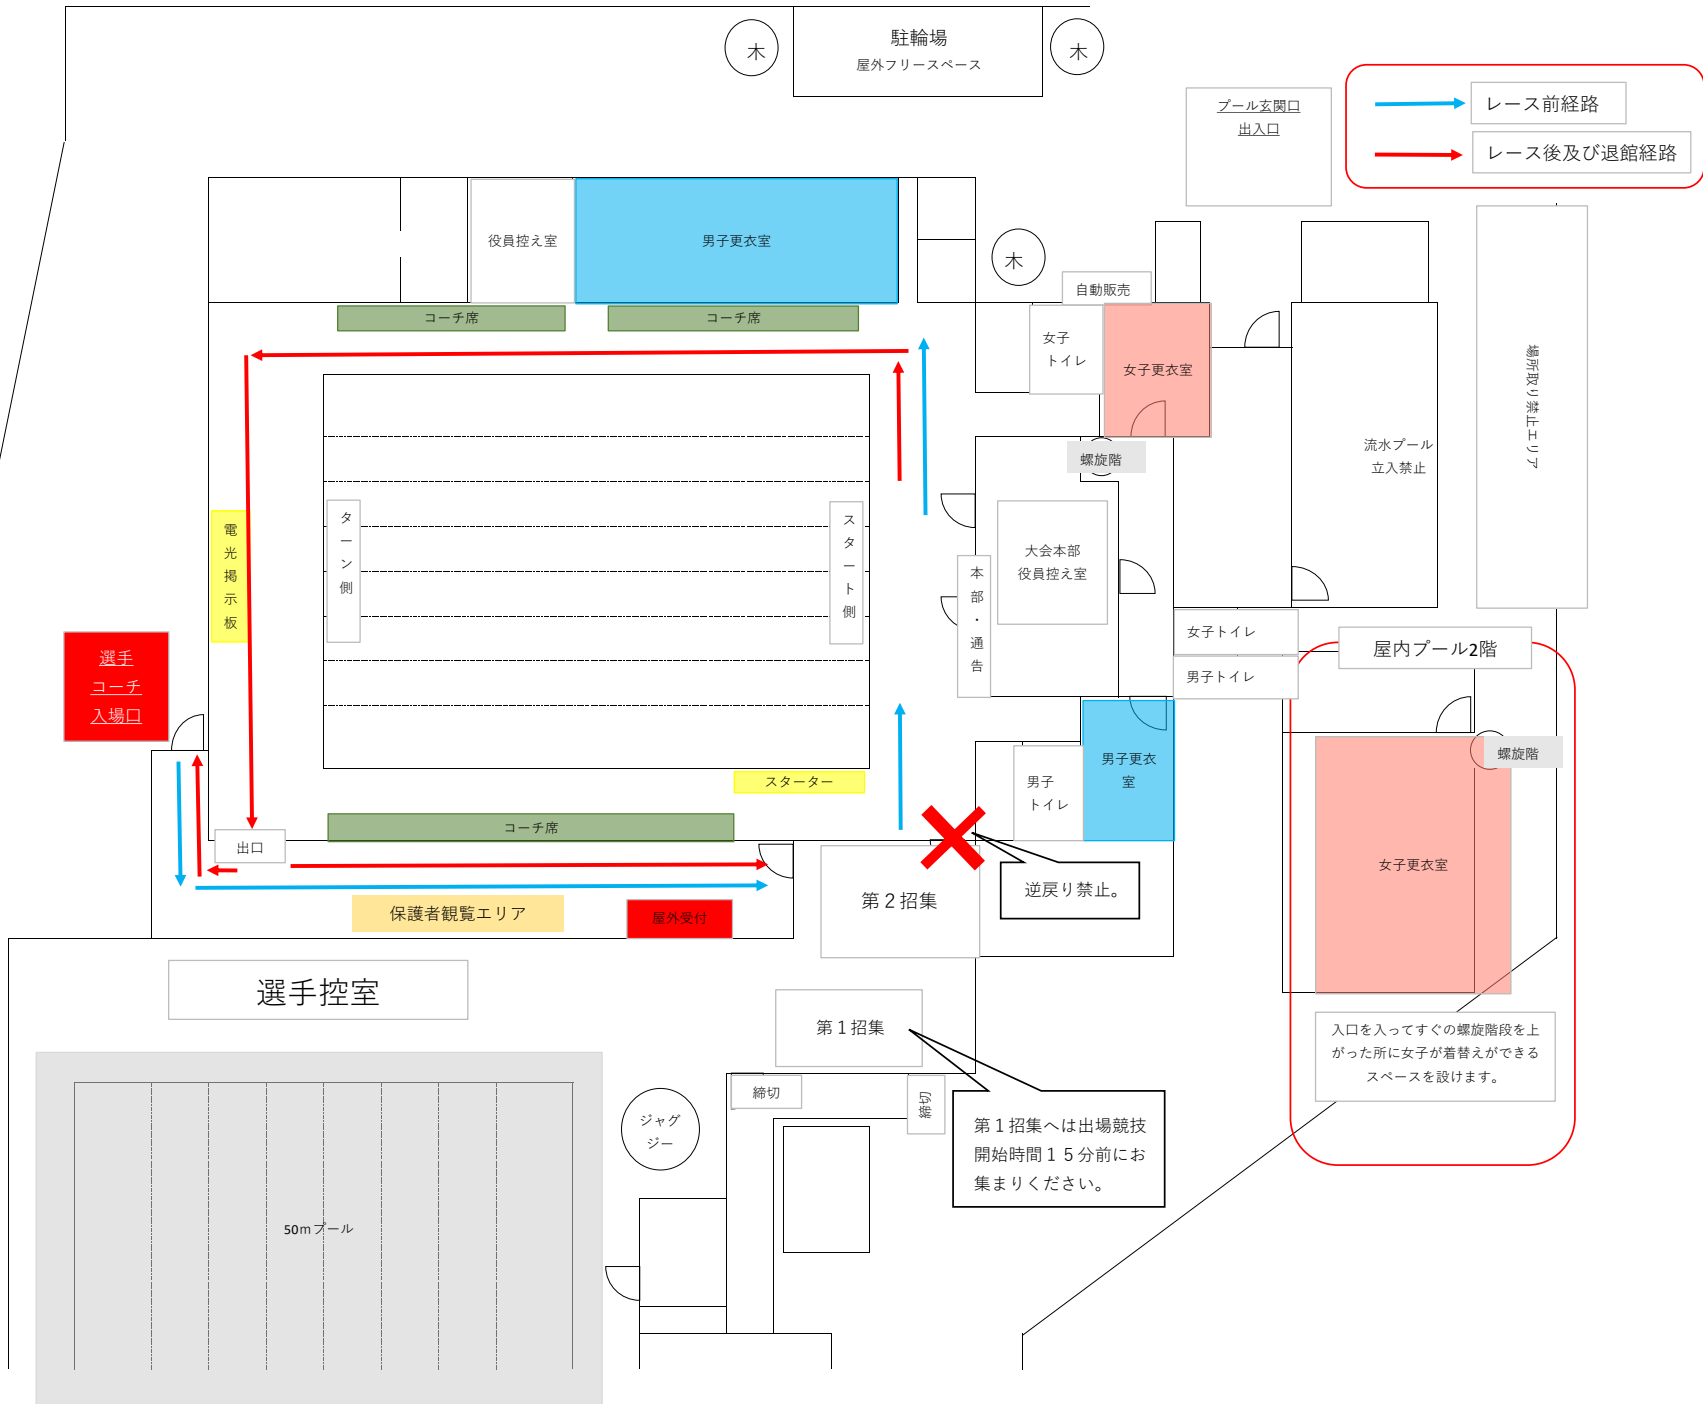 駐輪場
屋外フリースペース
木
木
プール玄関口
出入口
レース前経路
レース後及び退館経路
役員控え室
男子更衣室
木
自動販売
コーチ席
コーチ席
女子
トイレ
女子更衣室
場所取り禁止エリア
流水プール
立入禁止
螺旋階
電光掲示板
ターン側
スタート側
大会本部
役員控え室
本部・通告
女子トイレ
男子トイレ
屋内プール2階
選手
コーチ
入場口
螺旋階
男子更衣
室
男子
トイレ
スターター
コーチ席
出口
逆戻り禁止。
女子更衣室
第2招集
保護者観覧エリア
屋外受付
選手控室
第1招集
入口を入ってすぐの螺旋階段を上
がった所に女子が着替えができる
スペースを設けます。
締切
締切
ジャグ
ジー
第1招集へは出場競技
開始時間15分前にお
集まりください。
50mプール